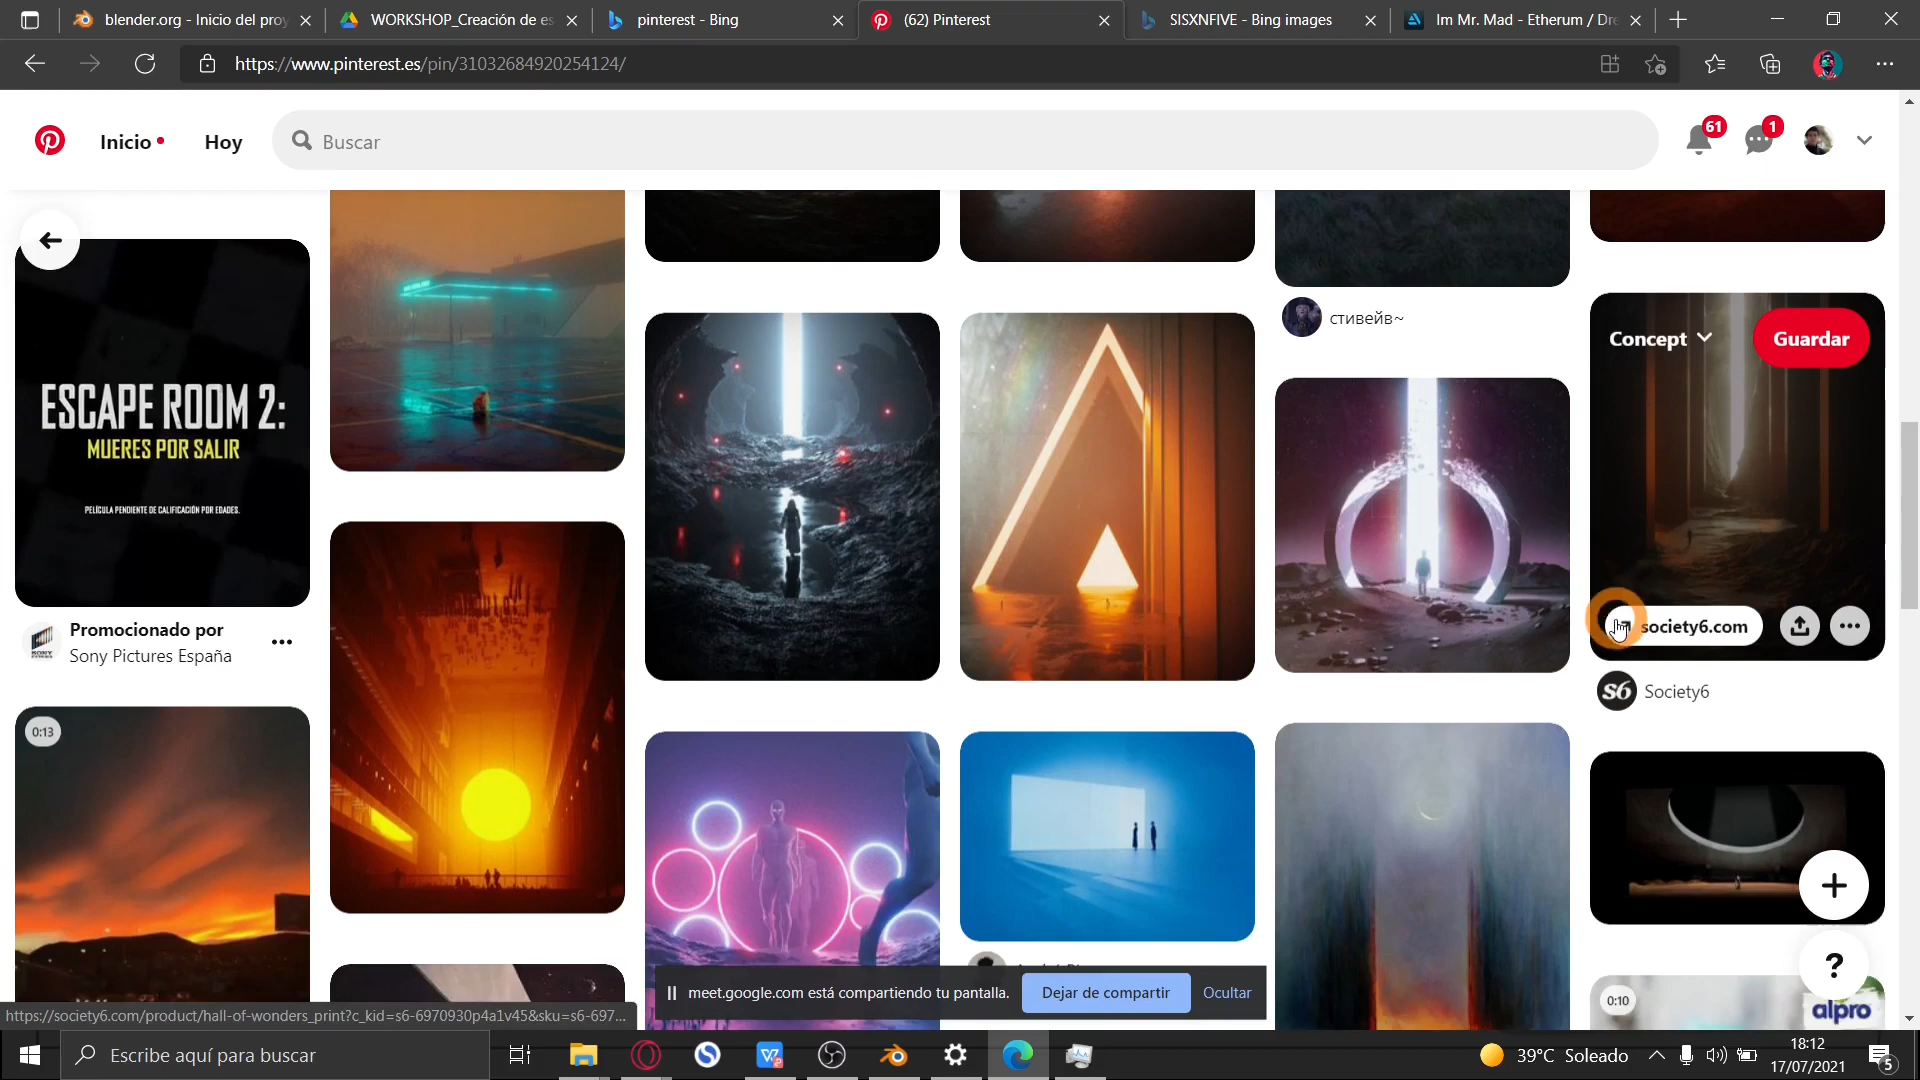 blender.org - Inicio del proy
WORKSHOP_Creación de es
pinterest - Bing
(62) Pinterest
SISXNFIVE - Bing images
Im Mr. Mad - Etherum / Dre
https://www.pinterest.es/pin/31032684920254124/
Inicio
Hoy
Buscar
61
1
стивейв~
Concept
Guardar
ESCAPE ROOM 2:
MUERES POR SALIR
PELÍCULA PENDIENTE DE CALIFICACIÓN POR EDADES.
society6.com
Promocionado por
Sony Pictures España
S6
Society6
0:13
meet.google.com está compartiendo tu pantalla.
Dejar de compartir
Ocultar
?
0:10
alpro
https://society6.com/product/hall-of-wonders_print?c_kid=s6-6970930p4a1v45&sku=s6-697...
Escribe aquí para buscar
39°C Soleado
18:12
17/07/2021
5